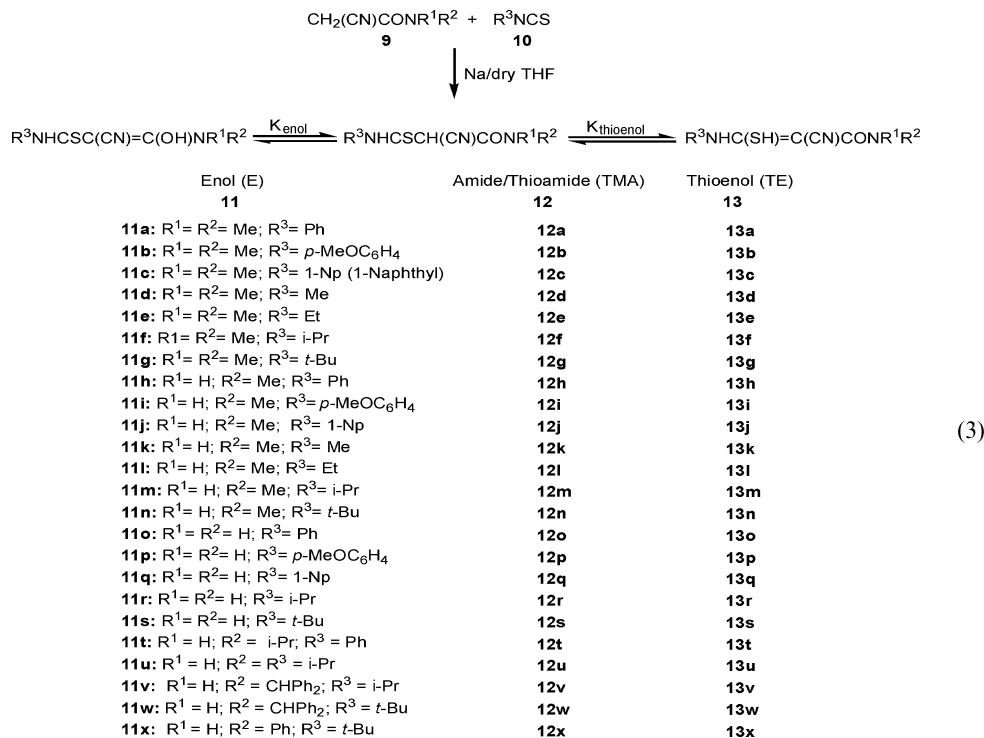 CH₂(CN)CONR¹R² + R³NCS
9 10
Na/dry THF
R³NHCSC(CN)=C(OH)NR¹R² K_enol R³NHCSCH(CN)CONR¹R² K_thioenol R³NHC(SH)=C(CN)CONR¹R²
Enol (E) Amide/Thioamide (TMA) Thioenol (TE)
11 12 13
11a: R¹= R²= Me; R³= Ph 12a 13a
11b: R¹= R²= Me; R³= p-MeOC₆H₄ 12b 13b
11c: R¹= R²= Me; R³= 1-Np (1-Naphthyl) 12c 13c
11d: R¹= R²= Me; R³= Me 12d 13d
11e: R¹= R²= Me; R³= Et 12e 13e
11f: R1= R²= Me; R³= i-Pr 12f 13f
11g: R¹= R²= Me; R³= t-Bu 12g 13g
11h: R¹= H; R²= Me; R³= Ph 12h 13h
11i: R¹= H; R²= Me; R³= p-MeOC₆H₄ 12i 13i
11j: R¹= H; R²= Me; R³= 1-Np 12j 13j
(3)
11k: R¹= H; R²= Me; R³= Me 12k 13k
11l: R¹= H; R²= Me; R³= Et 12l 13l
11m: R¹= H; R²= Me; R³= i-Pr 12m 13m
11n: R¹= H; R²= Me; R³= t-Bu 12n 13n
11o: R¹= R²= H; R³= Ph 12o 13o
11p: R¹= R²= H; R³= p-MeOC₆H₄ 12p 13p
11q: R¹= R²= H; R³= 1-Np 12q 13q
11r: R¹= R²= H; R³= i-Pr 12r 13r
11s: R¹= R²= H; R³= t-Bu 12s 13s
11t: R¹ = H; R² = i-Pr; R³ = Ph 12t 13t
11u: R¹ = H; R² = R³ = i-Pr 12u 13u
11v: R¹= H; R² = CHPh₂; R³ = i-Pr 12v 13v
11w: R¹ = H; R² = CHPh₂; R³ = t-Bu 12w 13w
11x: R¹ = H; R² = Ph; R³ = t-Bu 12x 13x